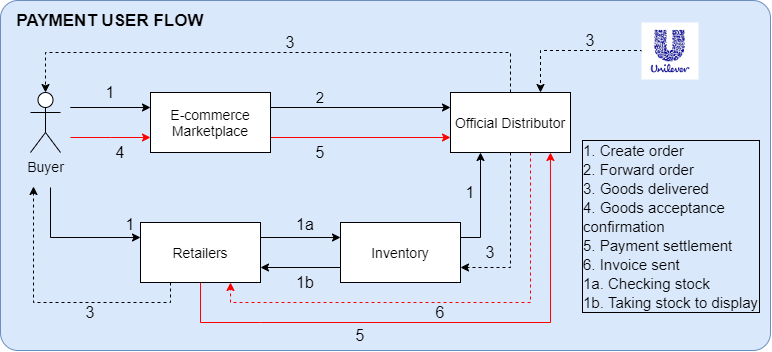 PAYMENT USER FLOW
3
3
Unilever
1
E-commerce
Marketplace
2
Official Distributor
4
5
Buyer
1. Create order
2. Forward order
3. Goods delivered
4. Goods acceptance
confirmation
5. Payment settlement
6. Invoice sent
1a. Checking stock
1b. Taking stock to display
1
1
Retailers
1a
Inventory
3
1b
3
6
5